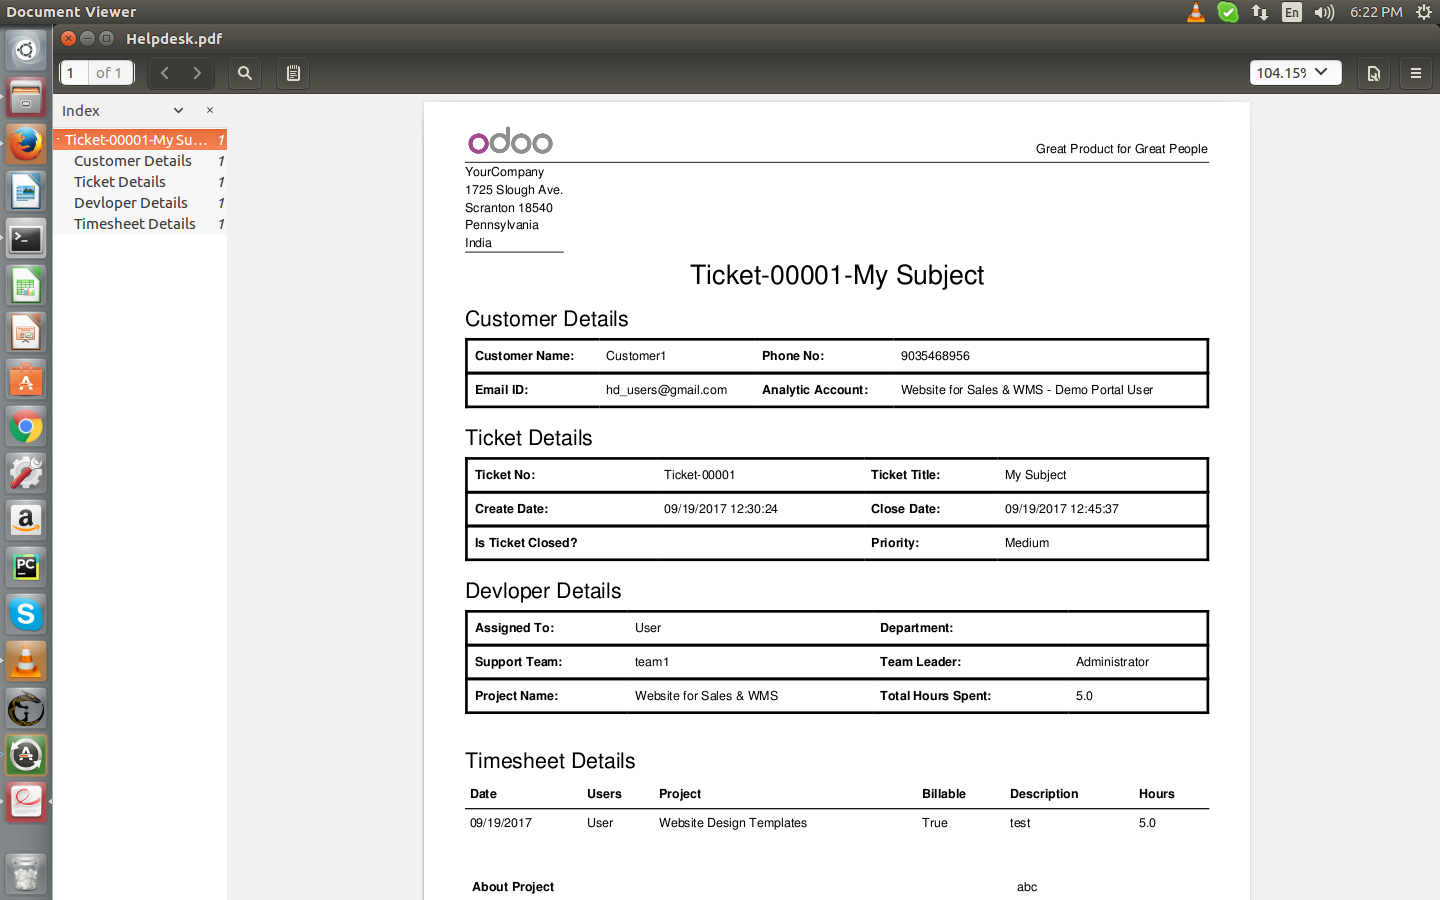 Document Viewer
En
6:22 PM
Helpdesk.pdf
1 of 1
104.15%
Index
Ticket-00001-My Su... 1
Customer Details 1
Ticket Details 1
Devloper Details 1
Timesheet Details 1
odoo
Great Product for Great People
YourCompany
1725 Slough Ave.
Scranton 18540
Pennsylvania
India
Ticket-00001-My Subject
Customer Details
Customer Name: Customer1 Phone No: 9035468956
Email ID: hd_users@gmail.com Analytic Account: Website for Sales & WMS - Demo Portal User
Ticket Details
Ticket No: Ticket-00001 Ticket Title: My Subject
Create Date: 09/19/2017 12:30:24 Close Date: 09/19/2017 12:45:37
Is Ticket Closed? Priority: Medium
Devloper Details
Assigned To: User Department:
Support Team: team1 Team Leader: Administrator
Project Name: Website for Sales & WMS Total Hours Spent: 5.0
Timesheet Details
Date Users Project Billable Description Hours
09/19/2017 User Website Design Templates True test 5.0
About Project abc
PC